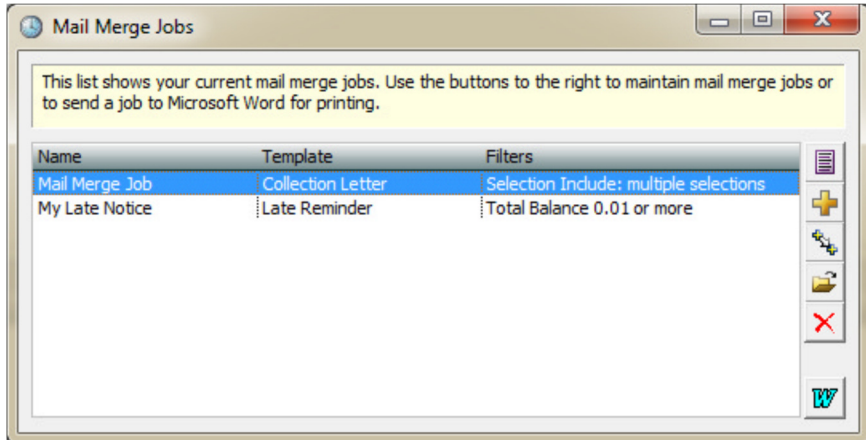 Mail Merge Jobs
This list shows your current mail merge jobs. Use the buttons to the right to maintain mail merge jobs or
to send a job to Microsoft Word for printing.
Name Template Filters
Mail Merge Job Collection Letter Selection Include: multiple selections
My Late Notice Late Reminder Total Balance 0.01 or more
W